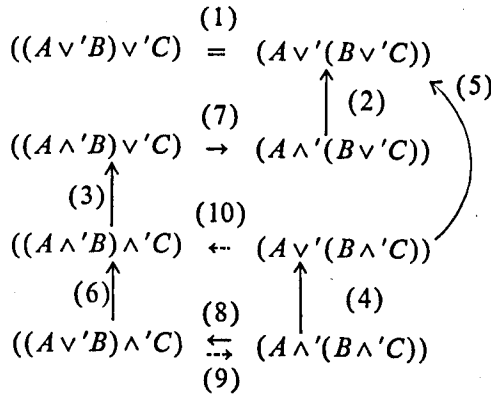 (1)
((A ∨ 'B) ∨ 'C) = (A ∨ '(B ∨ 'C))
(2) (5)
(7)
((A ∧ 'B) ∨ 'C) → (A ∧ '(B ∨ 'C))
(3) (10)
((A ∧ 'B) ∧ 'C) ⇠ (A ∨ '(B ∧ 'C))
(6) (8) (4)
((A ∨ 'B) ∧ 'C) ← ⇢ (A ∧ '(B ∧ 'C))
(9)